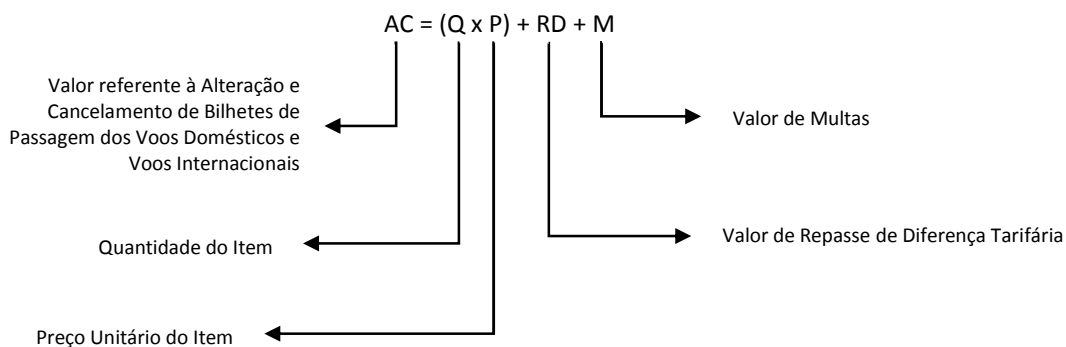 AC = (Q x P) + RD + M
Valor referente à Alteração e
Cancelamento de Bilhetes de
Passagem dos Voos Domésticos e
Voos Internacionais
Valor de Multas
Quantidade do Item
Valor de Repasse de Diferença Tarifária
Preço Unitário do Item